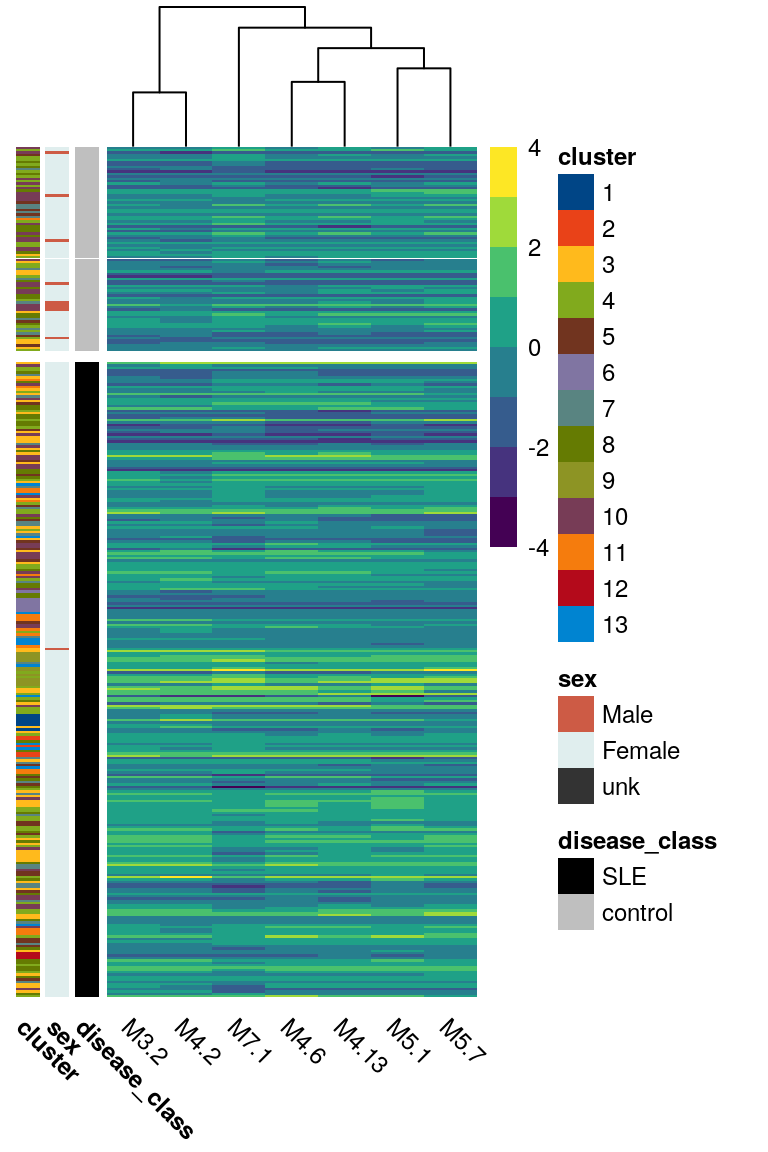 4
2
0
-2
-4
cluster
1
2
3
4
5
6
7
8
9
10
11
12
13
sex
Male
Female
unk
disease_class
SLE
control
cluster
sex
disease_class
M3.2
M4.2
M7.1
M4.6
M4.13
M5.1
M5.7